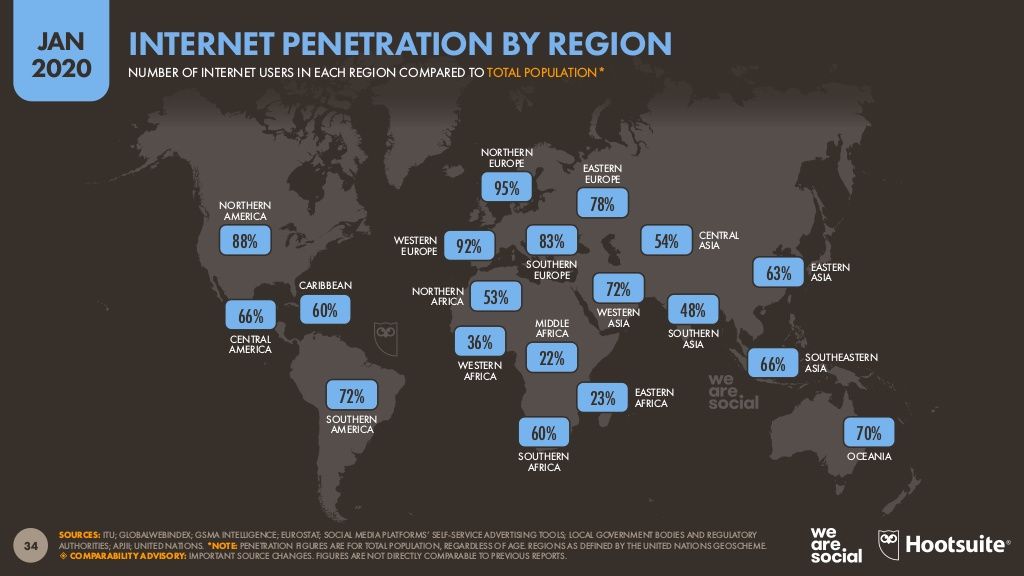 JAN
2020
INTERNET PENETRATION BY REGION
NUMBER OF INTERNET USERS IN EACH REGION COMPARED TO TOTAL POPULATION*
NORTHERN
EUROPE
95%
EASTERN
EUROPE
78%
NORTHERN
AMERICA
88%
WESTERN
EUROPE
92%
83%
SOUTHERN
EUROPE
54%
CENTRAL
ASIA
63%
EASTERN
ASIA
CARIBBEAN
60%
66%
CENTRAL
AMERICA
NORTHERN
AFRICA
53%
72%
WESTERN
ASIA
48%
SOUTHERN
ASIA
36%
WESTERN
AFRICA
MIDDLE
AFRICA
22%
66%
SOUTHEASTERN
ASIA
72%
SOUTHERN
AMERICA
23%
EASTERN
AFRICA
we
are
social
60%
SOUTHERN
AFRICA
70%
OCEANIA
34
SOURCES: ITU; GLOBALWEBINDEX; GSMA INTELLIGENCE; EUROSTAT; SOCIAL MEDIA PLATFORMS’ SELF-SERVICE ADVERTISING TOOLS; LOCAL GOVERNMENT BODIES AND REGULATORY
AUTHORITIES; APJII; UNITED NATIONS. *NOTE: PENETRATION FIGURES ARE FOR TOTAL POPULATION, REGARDLESS OF AGE. REGIONS AS DEFINED BY THE UNITED NATIONS GEOSCHEME.
COMPARABILITY ADVISORY: IMPORTANT SOURCE CHANGES. FIGURES ARE NOT DIRECTLY COMPARABLE TO PREVIOUS REPORTS.
we
are
social
Hootsuite®